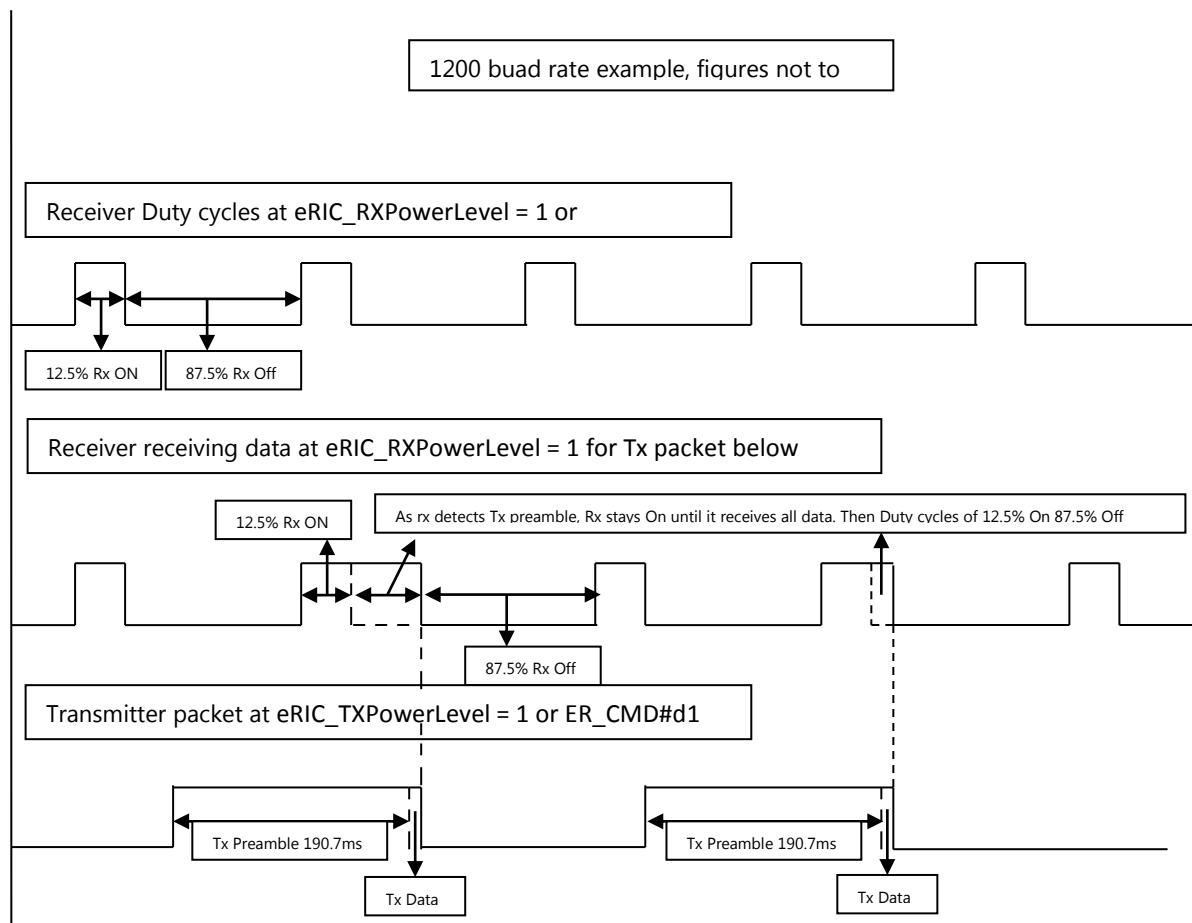 1200 buad rate example, figures not to
Receiver Duty cycles at eRIC_RXPowerLevel = 1 or
12.5% Rx ON
87.5% Rx Off
Receiver receiving data at eRIC_RXPowerLevel = 1 for Tx packet below
12.5% Rx ON
As rx detects Tx preamble, Rx stays On until it receives all data. Then Duty cycles of 12.5% On 87.5% Off
87.5% Rx Off
Transmitter packet at eRIC_TXPowerLevel = 1 or ER_CMD#d1
Tx Preamble 190.7ms
Tx Preamble 190.7ms
Tx Data
Tx Data